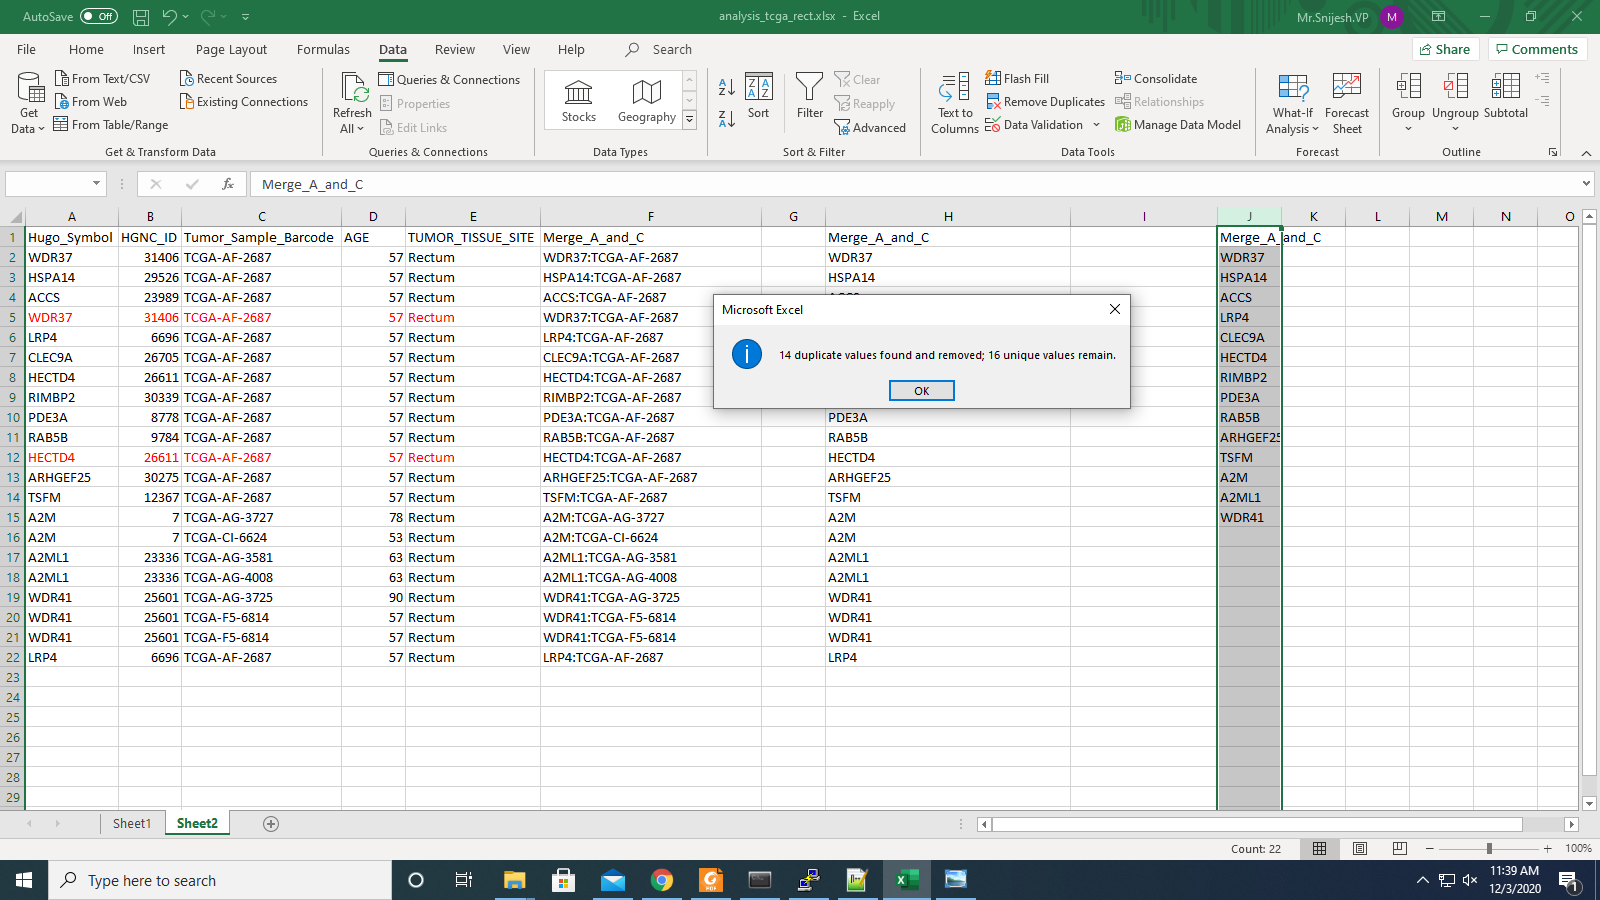 AutoSave Off analysis_tcga_rect.xlsx - Excel Mr.Snijesh.VP M
File Home Insert Page Layout Formulas Data Review View Help Search Share Comments
Get Data From Text/CSV From Web From Table/Range Recent Sources Existing Connections
Get & Transform Data
Refresh All Queries & Connections Properties Edit Links
Queries & Connections
Stocks Geography
Data Types
Sort Filter Clear Reapply Advanced
Sort & Filter
Text to Columns Flash Fill Remove Duplicates Data Validation Consolidate Relationships Manage Data Model
Data Tools
What-If Analysis Forecast Sheet
Forecast
Group Ungroup Subtotal
Outline
fx Merge_A_and_C
A B C D E F G H I J K L M N O
1 Hugo_Symbol HGNC_ID Tumor_Sample_Barcode AGE TUMOR_TISSUE_SITE Merge_A_and_C Merge_A_and_C Merge_A_and_C
2 WDR37 31406 TCGA-AF-2687 57 Rectum WDR37:TCGA-AF-2687 WDR37 WDR37
3 HSPA14 29526 TCGA-AF-2687 57 Rectum HSPA14:TCGA-AF-2687 HSPA14 HSPA14
4 ACCS 23989 TCGA-AF-2687 57 Rectum ACCS:TCGA-AF-2687 ACCS
5 WDR37 31406 TCGA-AF-2687 57 Rectum WDR37:TCGA-AF-2687 LRP4
6 LRP4 6696 TCGA-AF-2687 57 Rectum LRP4:TCGA-AF-2687 CLEC9A
7 CLEC9A 26705 TCGA-AF-2687 57 Rectum CLEC9A:TCGA-AF-2687 HECTD4
8 HECTD4 26611 TCGA-AF-2687 57 Rectum HECTD4:TCGA-AF-2687 RIMBP2
9 RIMBP2 30339 TCGA-AF-2687 57 Rectum RIMBP2:TCGA-AF-2687 PDE3A
10 PDE3A 8778 TCGA-AF-2687 57 Rectum PDE3A:TCGA-AF-2687 PDE3A RAB5B
11 RAB5B 9784 TCGA-AF-2687 57 Rectum RAB5B:TCGA-AF-2687 RAB5B ARHGEF25
12 HECTD4 26611 TCGA-AF-2687 57 Rectum HECTD4:TCGA-AF-2687 HECTD4 TSFM
13 ARHGEF25 30275 TCGA-AF-2687 57 Rectum ARHGEF25:TCGA-AF-2687 ARHGEF25 A2M
14 TSFM 12367 TCGA-AF-2687 57 Rectum TSFM:TCGA-AF-2687 TSFM A2ML1
15 A2M 7 TCGA-AG-3727 78 Rectum A2M:TCGA-AG-3727 A2M WDR41
16 A2M 7 TCGA-CI-6624 53 Rectum A2M:TCGA-CI-6624 A2M
17 A2ML1 23336 TCGA-AG-3581 63 Rectum A2ML1:TCGA-AG-3581 A2ML1
18 A2ML1 23336 TCGA-AG-4008 63 Rectum A2ML1:TCGA-AG-4008 A2ML1
19 WDR41 25601 TCGA-AG-3725 90 Rectum WDR41:TCGA-AG-3725 WDR41
20 WDR41 25601 TCGA-F5-6814 57 Rectum WDR41:TCGA-F5-6814 WDR41
21 WDR41 25601 TCGA-F5-6814 57 Rectum WDR41:TCGA-F5-6814 WDR41
22 LRP4 6696 TCGA-AF-2687 57 Rectum LRP4:TCGA-AF-2687 LRP4
23
24
25
26
27
28
29
Microsoft Excel
14 duplicate values found and removed; 16 unique values remain.
OK
Sheet1 Sheet2
Count: 22 100%
Type here to search
11:39 AM
12/3/2020
1